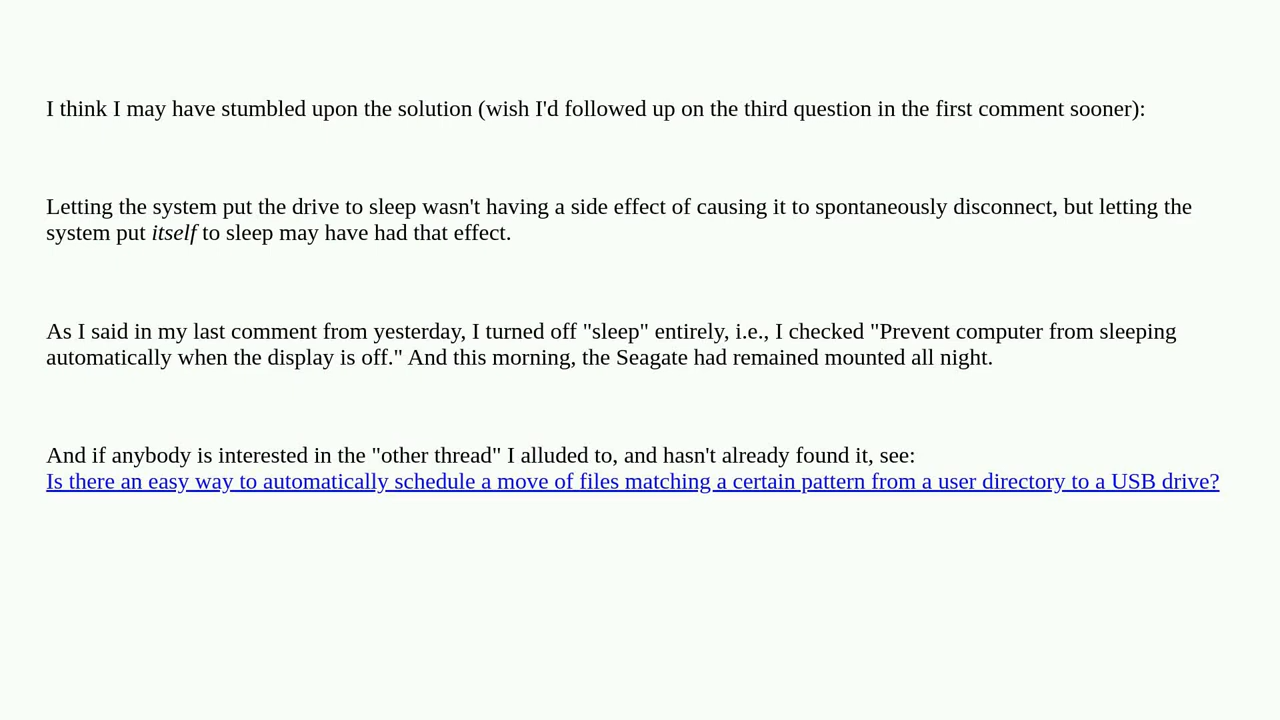 I think I may have stumbled upon the solution (wish I'd followed up on the third question in the first comment sooner):
Letting the system put the drive to sleep wasn't having a side effect of causing it to spontaneously disconnect, but letting the
system put itself to sleep may have had that effect.
As I said in my last comment from yesterday, I turned off "sleep" entirely, i.e., I checked "Prevent computer from sleeping
automatically when the display is off." And this morning, the Seagate had remained mounted all night.
And if anybody is interested in the "other thread" I alluded to, and hasn't already found it, see:
Is there an easy way to automatically schedule a move of files matching a certain pattern from a user directory to a USB drive?